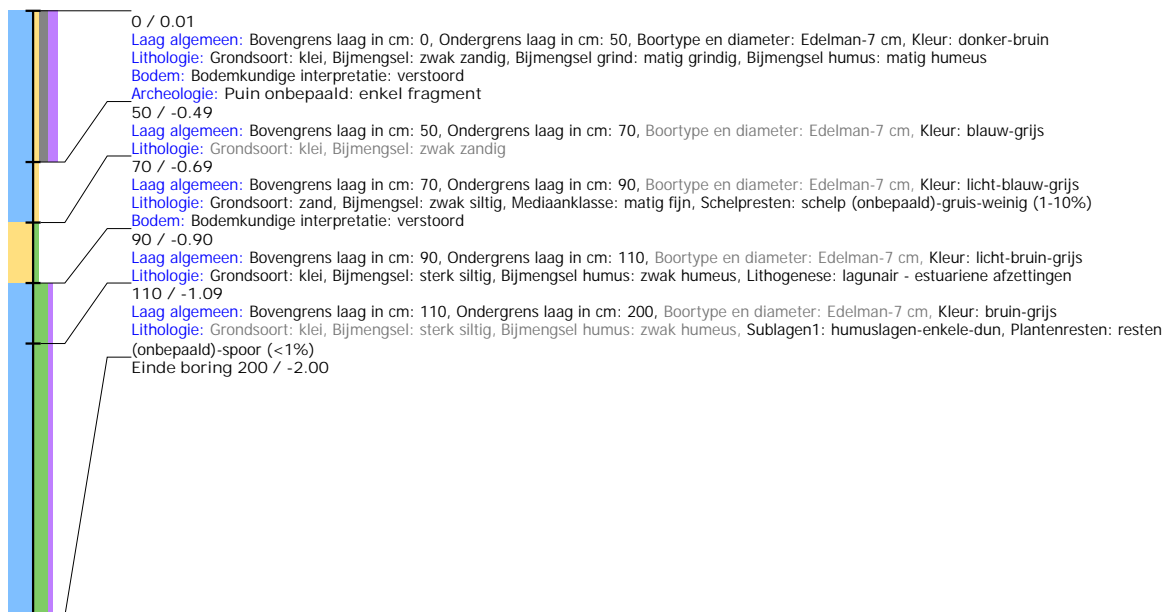 0 / 0.01
Laag algemeen: Bovengrens laag in cm: 0, Ondergrens laag in cm: 50, Boortype en diameter: Edelman-7 cm, Kleur: donker-bruin
Lithologie: Grondsoort: klei, Bijmengsel: zwak zandig, Bijmengsel grind: matig grindig, Bijmengsel humus: matig humeus
Bodem: Bodemkundige interpretatie: verstoord
Archeologie: Puin onbepaald: enkel fragment
50 / -0.49
Laag algemeen: Bovengrens laag in cm: 50, Ondergrens laag in cm: 70, Boortype en diameter: Edelman-7 cm, Kleur: blauw-grijs
Lithologie: Grondsoort: klei, Bijmengsel: zwak zandig
70 / -0.69
Laag algemeen: Bovengrens laag in cm: 70, Ondergrens laag in cm: 90, Boortype en diameter: Edelman-7 cm, Kleur: licht-blauw-grijs
Lithologie: Grondsoort: zand, Bijmengsel: zwak siltig, Mediaanklasse: matig fijn, Schelpresten: schelp (onbepaald)-gruis-weinig (1-10%)
Bodem: Bodemkundige interpretatie: verstoord
90 / -0.90
Laag algemeen: Bovengrens laag in cm: 90, Ondergrens laag in cm: 110, Boortype en diameter: Edelman-7 cm, Kleur: licht-bruin-grijs
Lithologie: Grondsoort: klei, Bijmengsel: sterk siltig, Bijmengsel humus: zwak humeus, Lithogenese: lagunair - estuariene afzettingen
110 / -1.09
Laag algemeen: Bovengrens laag in cm: 110, Ondergrens laag in cm: 200, Boortype en diameter: Edelman-7 cm, Kleur: bruin-grijs
Lithologie: Grondsoort: klei, Bijmengsel: sterk siltig, Bijmengsel humus: zwak humeus, Sublagen1: humuslagen-enkele-dun, Plantenresten: resten
(onbepaald)-spoor (<1%)
Einde boring 200 / -2.00